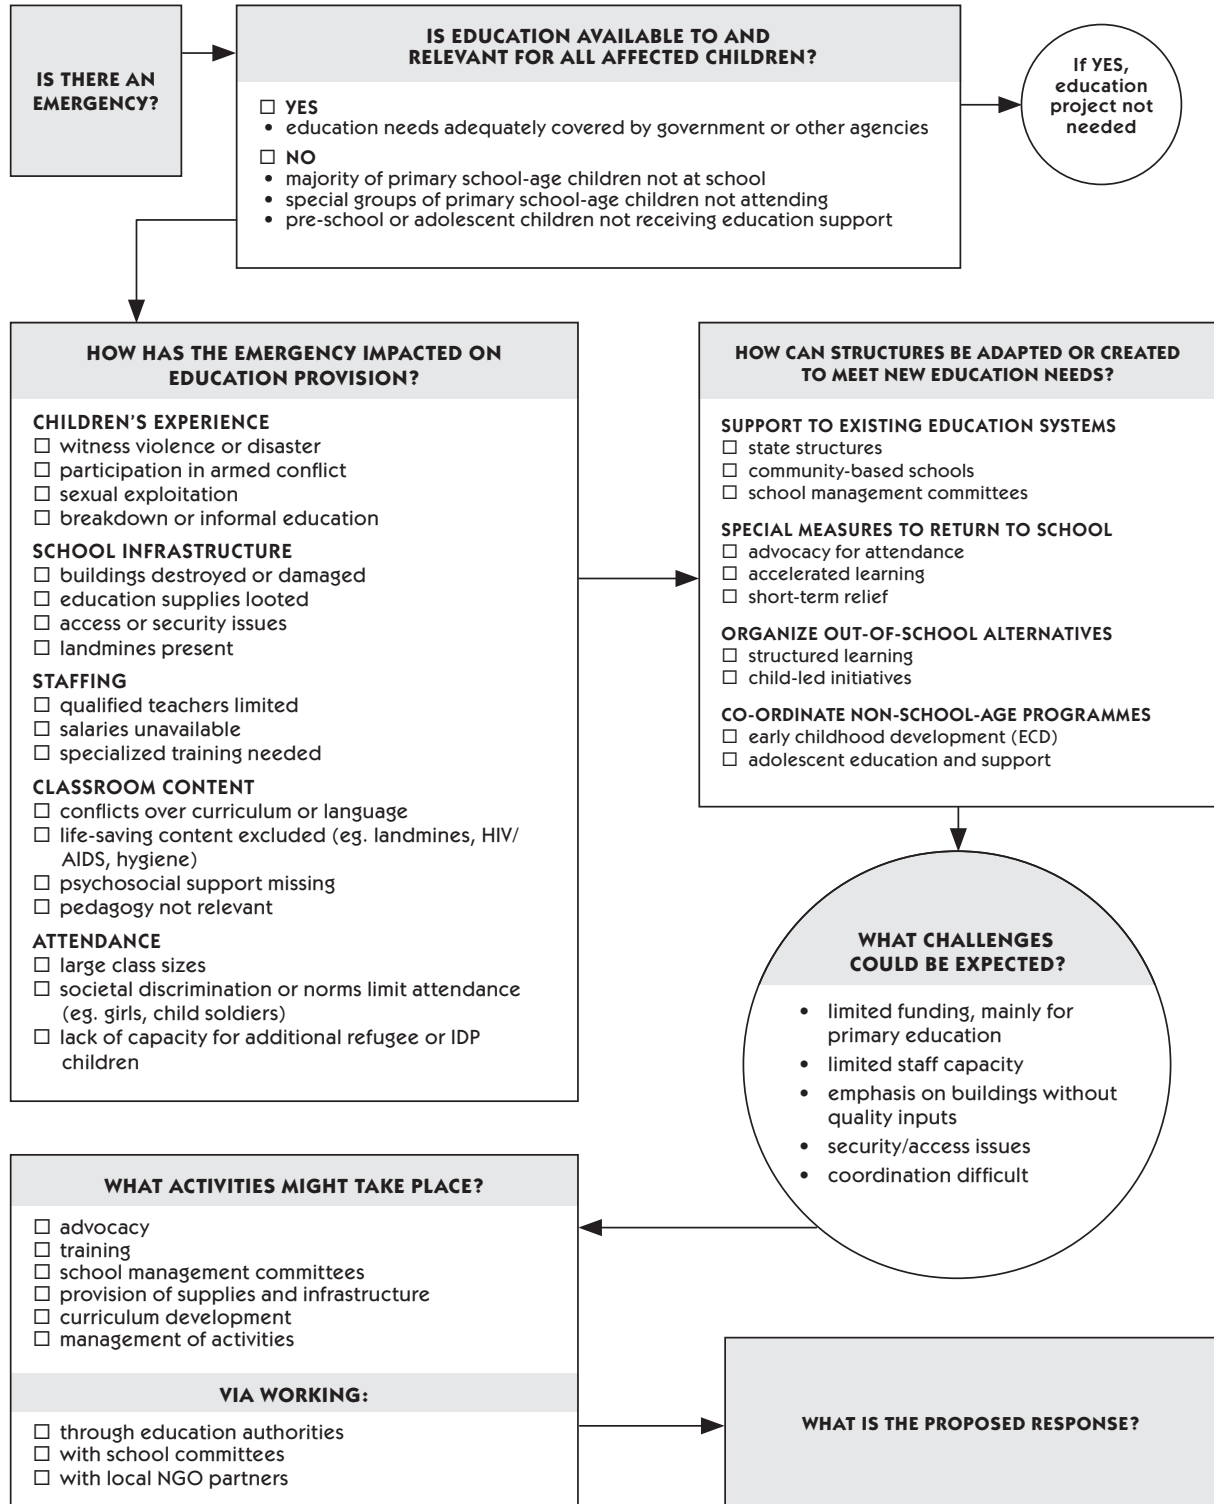 IS THERE AN
EMERGENCY?
IS EDUCATION AVAILABLE TO AND
RELEVANT FOR ALL AFFECTED CHILDREN?
☐ YES
• education needs adequately covered by government or other agencies
☐ NO
• majority of primary school-age children not at school
• special groups of primary school-age children not attending
• pre-school or adolescent children not receiving education support
If YES,
education
project not
needed
HOW HAS THE EMERGENCY IMPACTED ON
EDUCATION PROVISION?
CHILDREN'S EXPERIENCE
☐ witness violence or disaster
☐ participation in armed conflict
☐ sexual exploitation
☐ breakdown or informal education
SCHOOL INFRASTRUCTURE
☐ buildings destroyed or damaged
☐ education supplies looted
☐ access or security issues
☐ landmines present
STAFFING
☐ qualified teachers limited
☐ salaries unavailable
☐ specialized training needed
CLASSROOM CONTENT
☐ conflicts over curriculum or language
☐ life-saving content excluded (eg. landmines, HIV/
AIDS, hygiene)
☐ psychosocial support missing
☐ pedagogy not relevant
ATTENDANCE
☐ large class sizes
☐ societal discrimination or norms limit attendance
(eg. girls, child soldiers)
☐ lack of capacity for additional refugee or IDP
children
HOW CAN STRUCTURES BE ADAPTED OR CREATED
TO MEET NEW EDUCATION NEEDS?
SUPPORT TO EXISTING EDUCATION SYSTEMS
☐ state structures
☐ community-based schools
☐ school management committees
SPECIAL MEASURES TO RETURN TO SCHOOL
☐ advocacy for attendance
☐ accelerated learning
☐ short-term relief
ORGANIZE OUT-OF-SCHOOL ALTERNATIVES
☐ structured learning
☐ child-led initiatives
CO-ORDINATE NON-SCHOOL-AGE PROGRAMMES
☐ early childhood development (ECD)
☐ adolescent education and support
WHAT CHALLENGES
COULD BE EXPECTED?
• limited funding, mainly for
primary education
• limited staff capacity
• emphasis on buildings without
quality inputs
• security/access issues
• coordination difficult
WHAT ACTIVITIES MIGHT TAKE PLACE?
☐ advocacy
☐ training
☐ school management committees
☐ provision of supplies and infrastructure
☐ curriculum development
☐ management of activities
VIA WORKING:
☐ through education authorities
☐ with school committees
☐ with local NGO partners
WHAT IS THE PROPOSED RESPONSE?